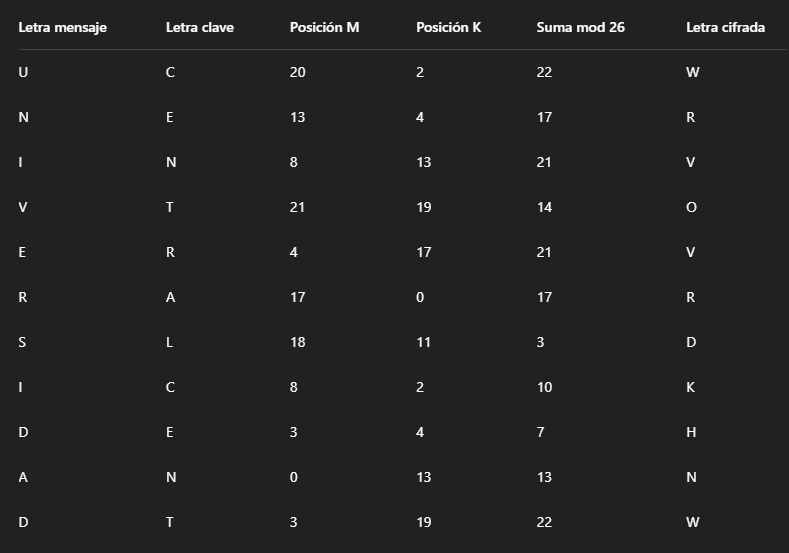 Letra mensaje Letra clave Posición M Posición K Suma mod 26 Letra cifrada
U C 20 2 22 W
N E 13 4 17 R
I N 8 13 21 V
V T 21 19 14 O
E R 4 17 21 V
R A 17 0 17 R
S L 18 11 3 D
I C 8 2 10 K
D E 3 4 7 H
A N 0 13 13 N
D T 3 19 22 W